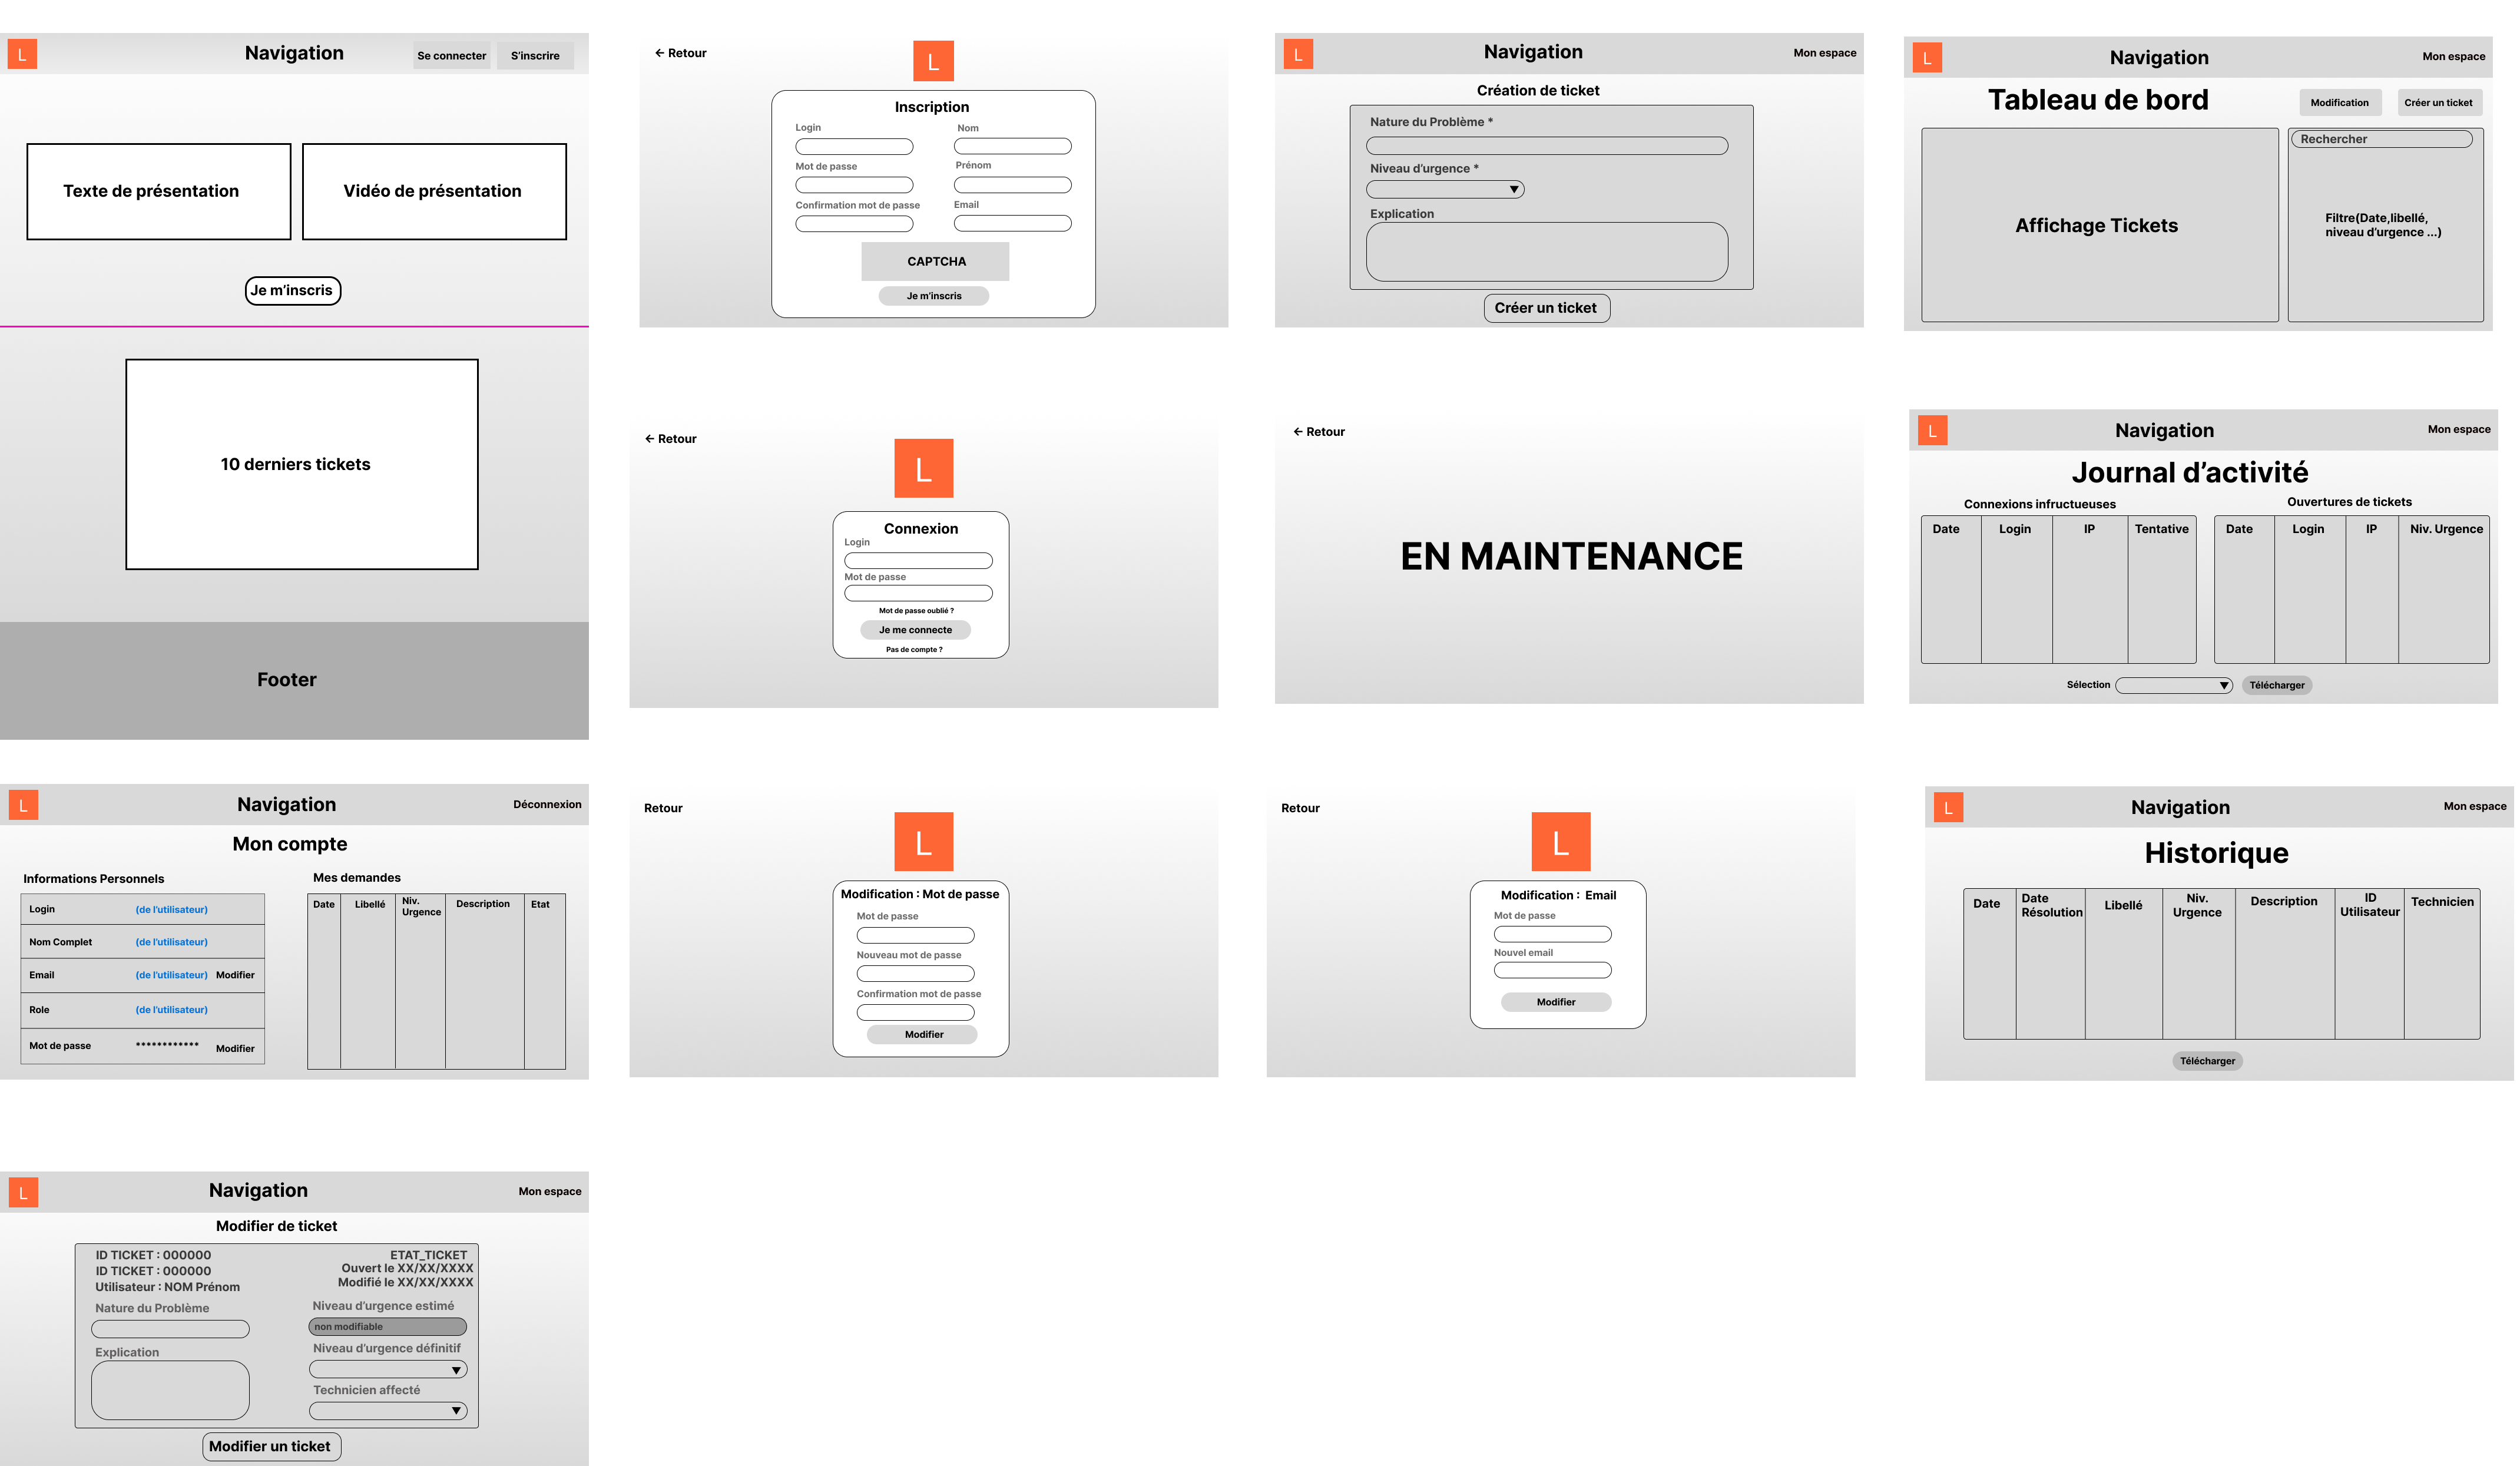 L
Navigation
Se connecter
S'inscrire
Texte de présentation
Vidéo de présentation
Je m'inscris
10 derniers tickets
Footer
← Retour
L
Inscription
Login
Nom
Mot de passe
Prénom
Confirmation mot de passe
Email
CAPTCHA
Je m'inscris
L
Navigation
Mon espace
Création de ticket
Nature du Problème *
Niveau d'urgence *
Explication
Créer un ticket
L
Navigation
Mon espace
Tableau de bord
Modification
Créer un ticket
Affichage Tickets
Rechercher
Filtre(Date,libellé,
niveau d'urgence ...)
← Retour
L
Connexion
Login
Mot de passe
Mot de passe oublié ?
Je me connecte
Pas de compte ?
← Retour
EN MAINTENANCE
L
Navigation
Mon espace
Journal d'activité
Connexions infructueuses
Date Login IP Tentative
Ouvertures de tickets
Date Login IP Niv. Urgence
Sélection
Télécharger
L
Navigation
Déconnexion
Mon compte
Informations Personnels
Login (de l'utilisateur)
Nom Complet (de l'utilisateur)
Email (de l'utilisateur) Modifier
Role (de l'utilisateur)
Mot de passe ************ Modifier
Mes demandes
Date Libellé Niv.
Urgence Description Etat
Retour
L
Modification : Mot de passe
Mot de passe
Nouveau mot de passe
Confirmation mot de passe
Modifier
Retour
L
Modification : Email
Mot de passe
Nouvel email
Modifier
L
Navigation
Mon espace
Historique
Date
Date
Résolution
Libellé
Niv.
Urgence
Description
ID
Utilisateur
Technicien
Télécharger
L
Navigation
Mon espace
Modifier de ticket
ID TICKET : 000000
ID TICKET : 000000
Utilisateur : NOM Prénom
ETAT_TICKET
Ouvert le XX/XX/XXXX
Modifié le XX/XX/XXXX
Nature du Problème
Explication
Niveau d'urgence estimé
non modifiable
Niveau d'urgence définitif
Technicien affecté
Modifier un ticket